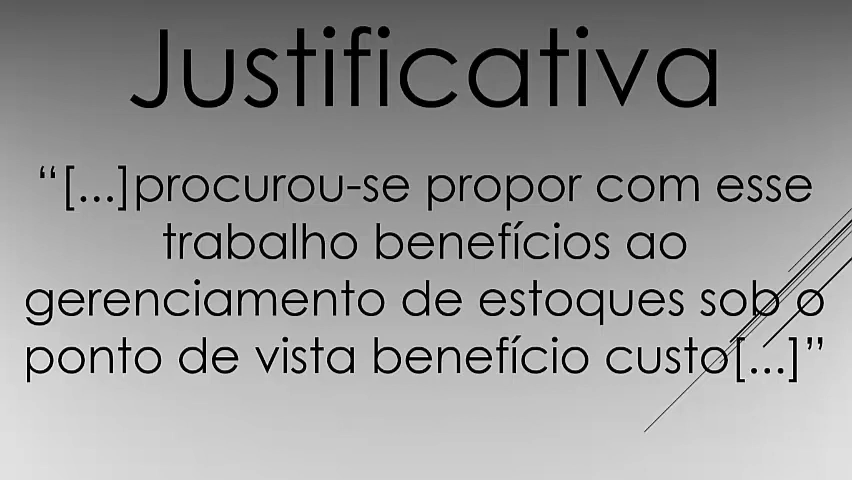 Justificativa
“[...]procurou-se propor com esse
trabalho benefícios ao
gerenciamento de estoques sob o
ponto de vista benefício custo[...]”